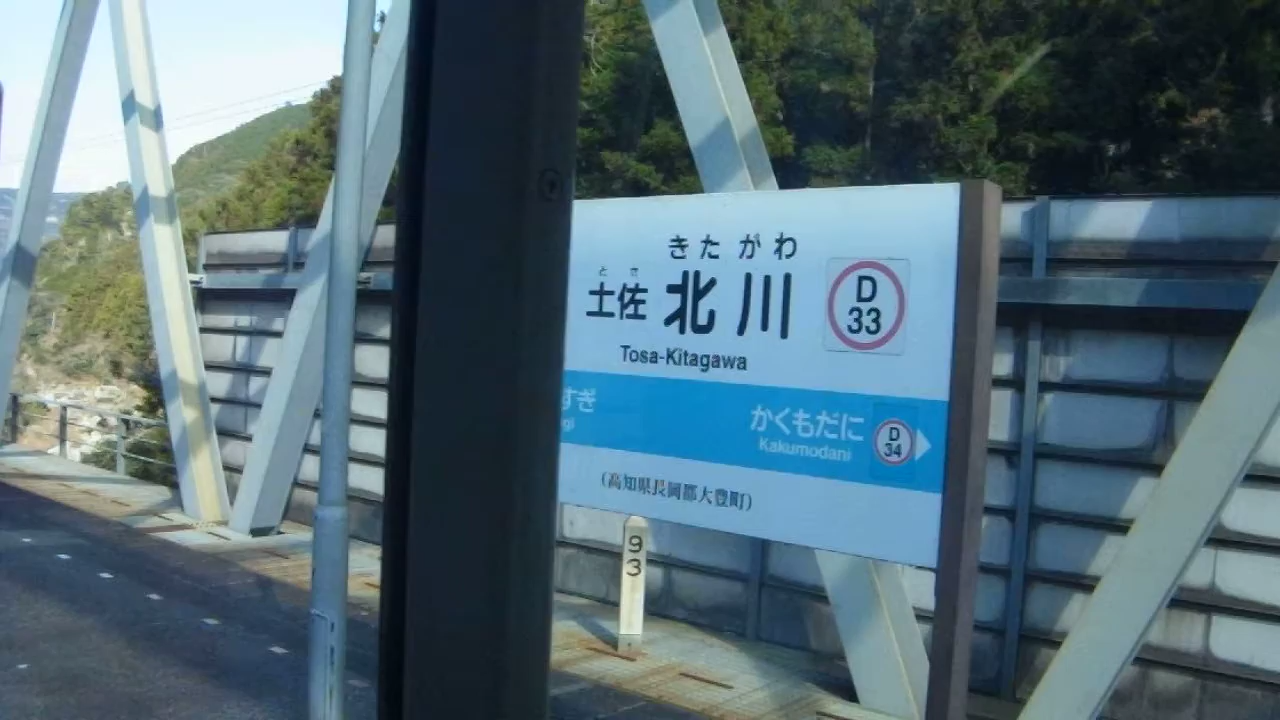 きたがわ
とさ
土佐 北川
D
33
Tosa-Kitagawa
すぎ
gi
かくもだに
Kakumodani
D
34
(高知県長岡郡大豊町)
93